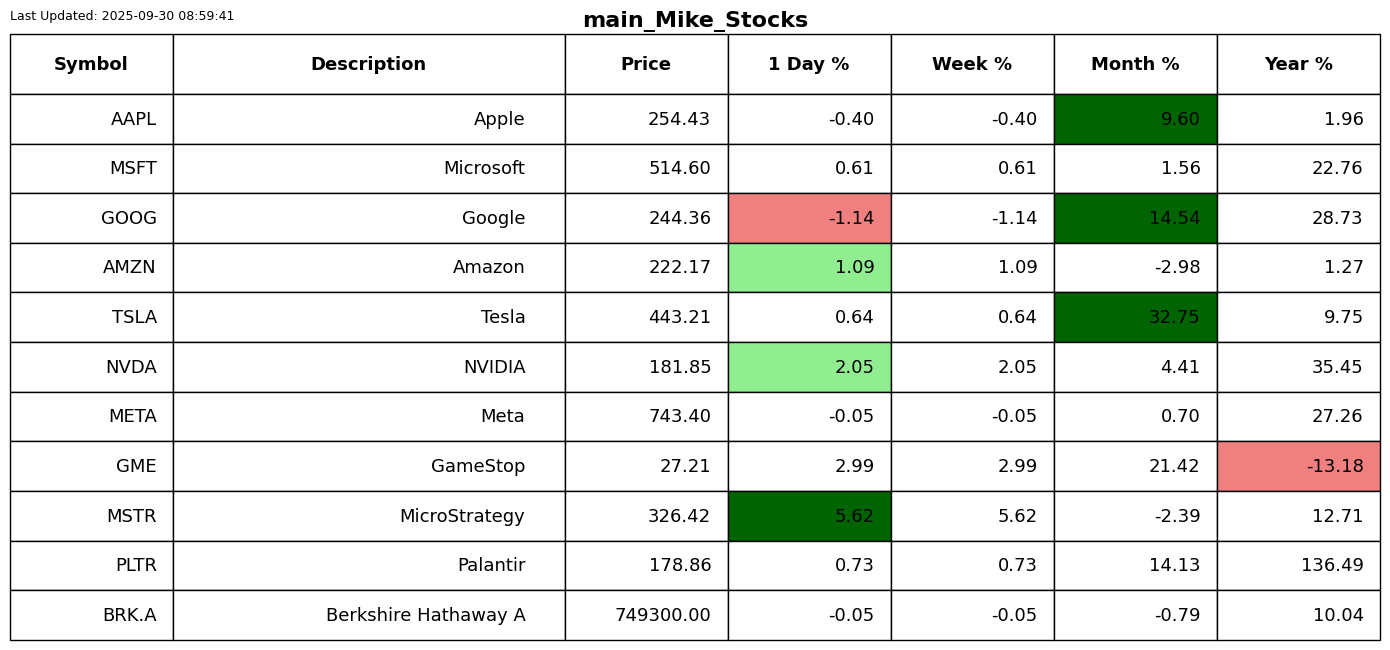 Last Updated: 2025-09-30 08:59:41
main_Mike_Stocks
Symbol Description Price 1 Day % Week % Month % Year %
AAPL Apple 254.43 -0.40 -0.40 9.60 1.96
MSFT Microsoft 514.60 0.61 0.61 1.56 22.76
GOOG Google 244.36 -1.14 -1.14 14.54 28.73
AMZN Amazon 222.17 1.09 1.09 -2.98 1.27
TSLA Tesla 443.21 0.64 0.64 32.75 9.75
NVDA NVIDIA 181.85 2.05 2.05 4.41 35.45
META Meta 743.40 -0.05 -0.05 0.70 27.26
GME GameStop 27.21 2.99 2.99 21.42 -13.18
MSTR MicroStrategy 326.42 5.62 5.62 -2.39 12.71
PLTR Palantir 178.86 0.73 0.73 14.13 136.49
BRK.A Berkshire Hathaway A 749300.00 -0.05 -0.05 -0.79 10.04